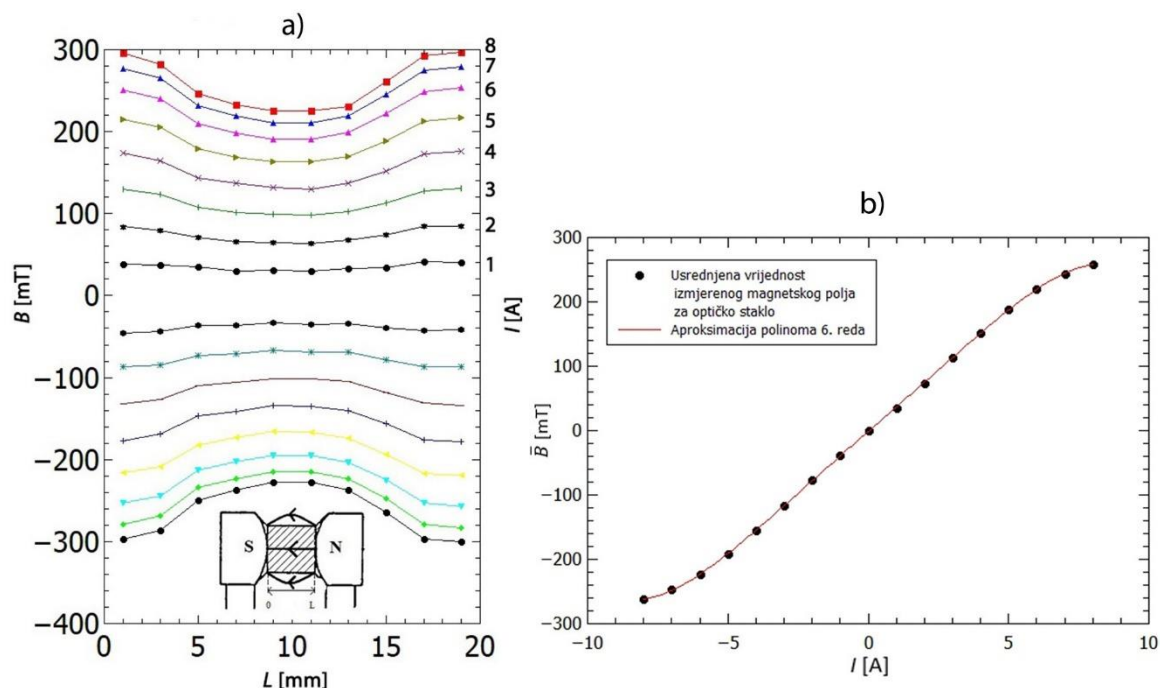 a)
300
200
100
0
−100
−200
−300
−400
B [mT]
8
7
6
5
4
3
2
1
I [A]
S
N
0
L
0
5
10
15
20
L [mm]
b)
300
200
100
0
−100
−200
−300
B̄ [mT]
Usrednjena vrijednost
izmjerenog magnetskog polja
za optičko staklo
Aproksimacija polinoma 6. reda
−10
−5
0
5
10
I [A]